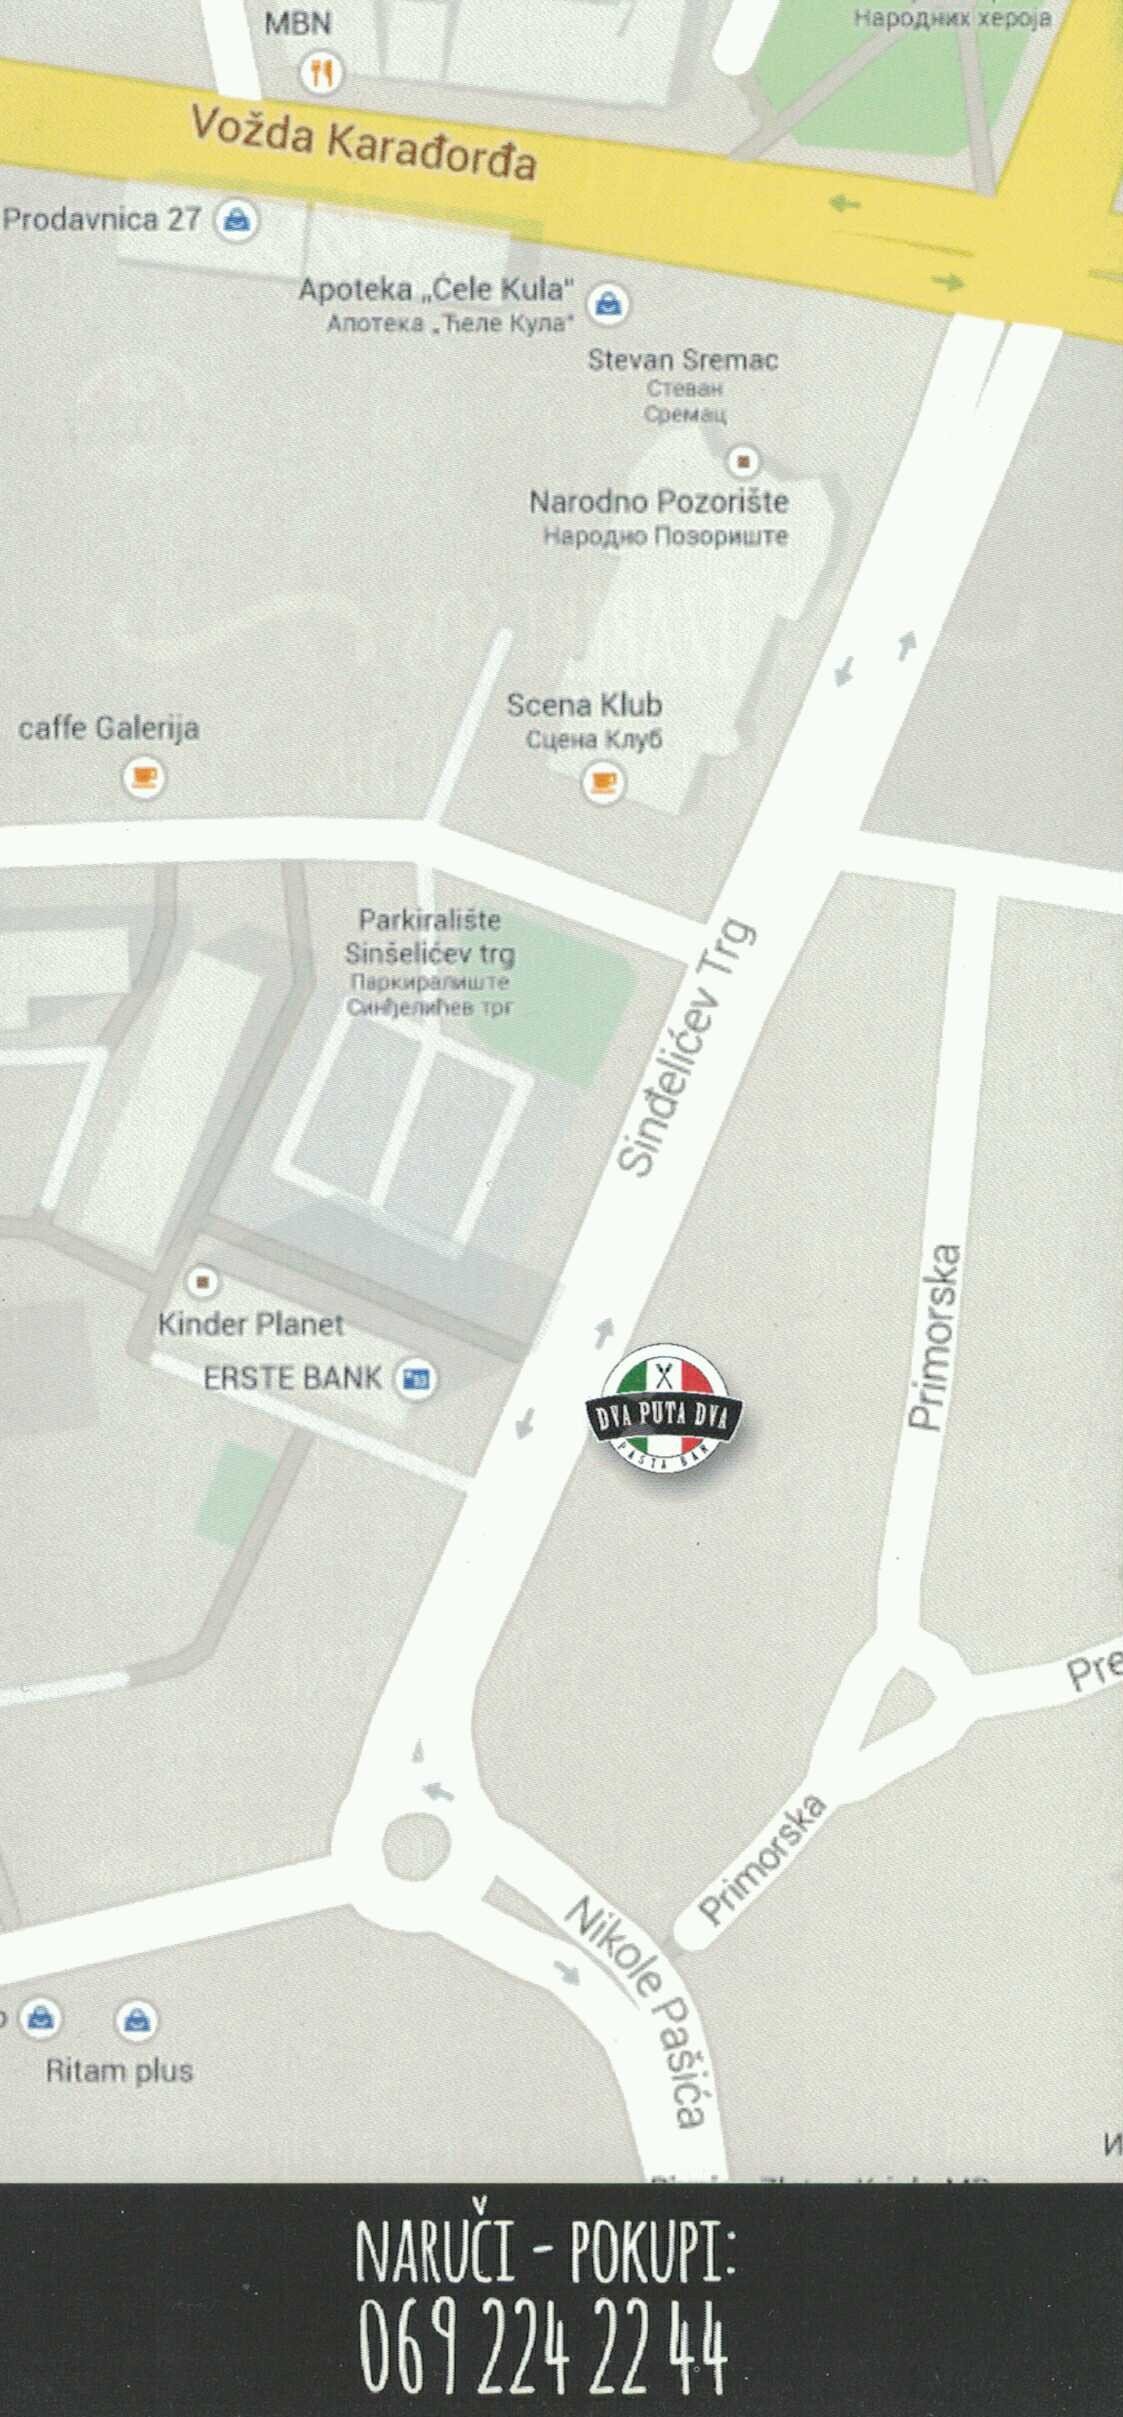 MBN
Народних хероја
Vožda Karađorđa
Prodavnica 27
Apoteka „Ćele Kula"
Апотека „Ћеле Кула"
Stevan Sremac
Стеван
Сремац
Narodno Pozorište
Народно Позориште
Scena Klub
Сцена Клуб
caffe Galerija
Parkiralište
Sinšelićev trg
Паркиралиште
Синђелићев трг
Sinđelićev Trg
Primorska
Kinder Planet
ERSTE BANK
DVA PUTA DVA
PASTA BAR
Pre
Primorska
Nikole Pašića
Ritam plus
NARUČI - POKUPI:
069 224 22 44